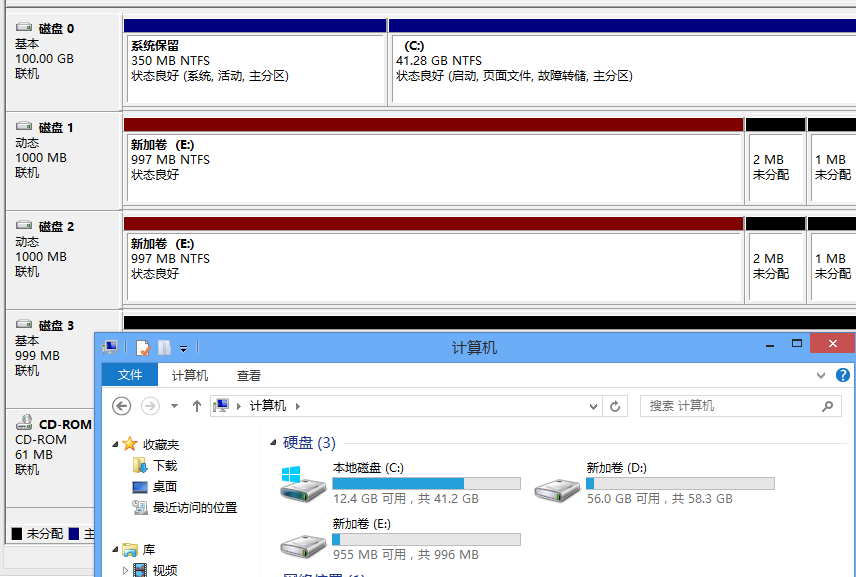 磁盘 0
基本
100.00 GB
联机
系统保留
350 MB NTFS
状态良好 (系统, 活动, 主分区)
(C:)
41.28 GB NTFS
状态良好 (启动, 页面文件, 故障转储, 主分区)
磁盘 1
动态
1000 MB
联机
新加卷 (E:)
997 MB NTFS
状态良好
2 MB
未分配
1 MB
未分配
磁盘 2
动态
1000 MB
联机
新加卷 (E:)
997 MB NTFS
状态良好
2 MB
未分配
1 MB
未分配
磁盘 3
基本
999 MB
联机
CD-ROM
CD-ROM
61 MB
联机
未分配 主
计算机
文件 计算机 查看
计算机
搜索 计算机
收藏夹
下载
桌面
最近访问的位置
库
视频
硬盘 (3)
本地磁盘 (C:)
12.4 GB 可用，共 41.2 GB
新加卷 (D:)
56.0 GB 可用，共 58.3 GB
新加卷 (E:)
955 MB 可用，共 996 MB
网络位置 (1)